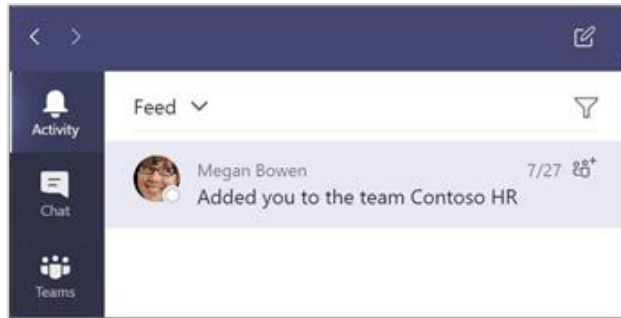 Activity
Feed
Megan Bowen 7/27
Added you to the team Contoso HR
Chat
Teams